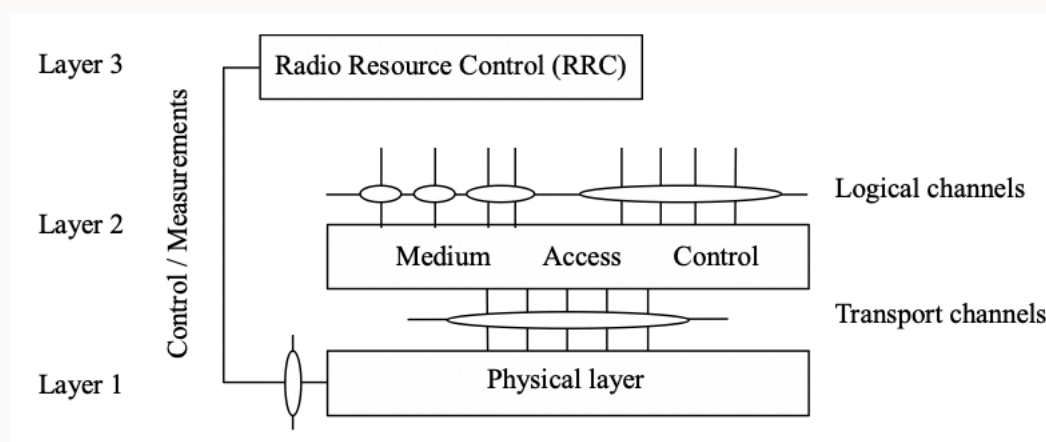 Layer 3
Radio Resource Control (RRC)
Control / Measurements
Logical channels
Layer 2
Medium Access Control
Transport channels
Layer 1
Physical layer